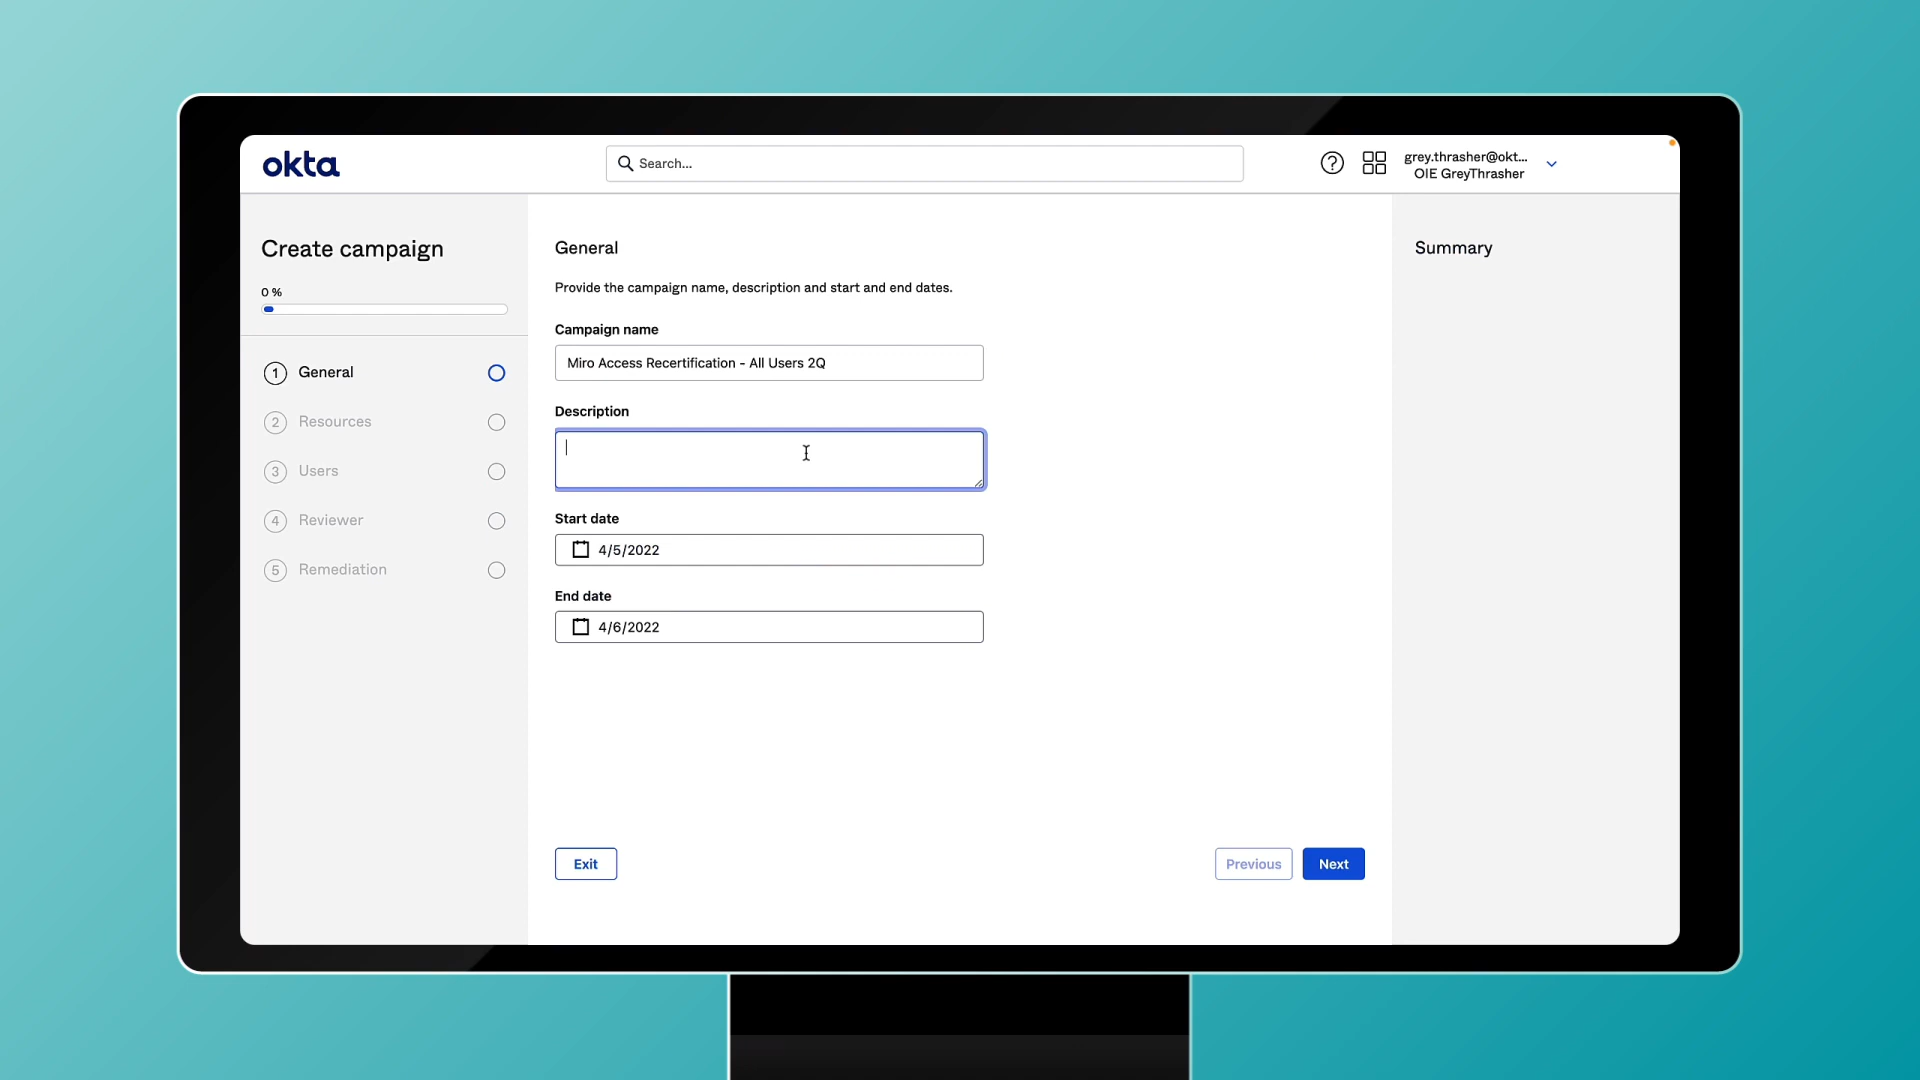 okta
Search...
?
grey.thrasher@okt...
OIE GreyThrasher
Create campaign
0 %
1 General
2 Resources
3 Users
4 Reviewer
5 Remediation
General
Provide the campaign name, description and start and end dates.
Campaign name
Miro Access Recertification - All Users 2Q
Description
Start date
4/5/2022
End date
4/6/2022
Exit
Previous
Next
Summary